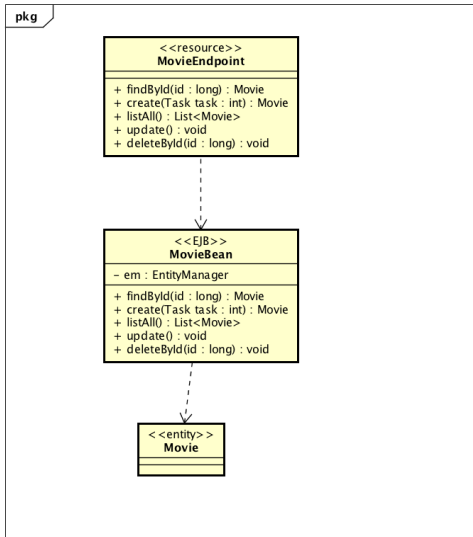 pkg
<<resource>>
MovieEndpoint
+ findById(id : long) : Movie
+ create(Task task : int) : Movie
+ listAll() : List<Movie>
+ update() : void
+ deleteById(id : long) : void
<<EJB>>
MovieBean
- em : EntityManager
+ findById(id : long) : Movie
+ create(Task task : int) : Movie
+ listAll() : List<Movie>
+ update() : void
+ deleteById(id : long) : void
<<entity>>
Movie